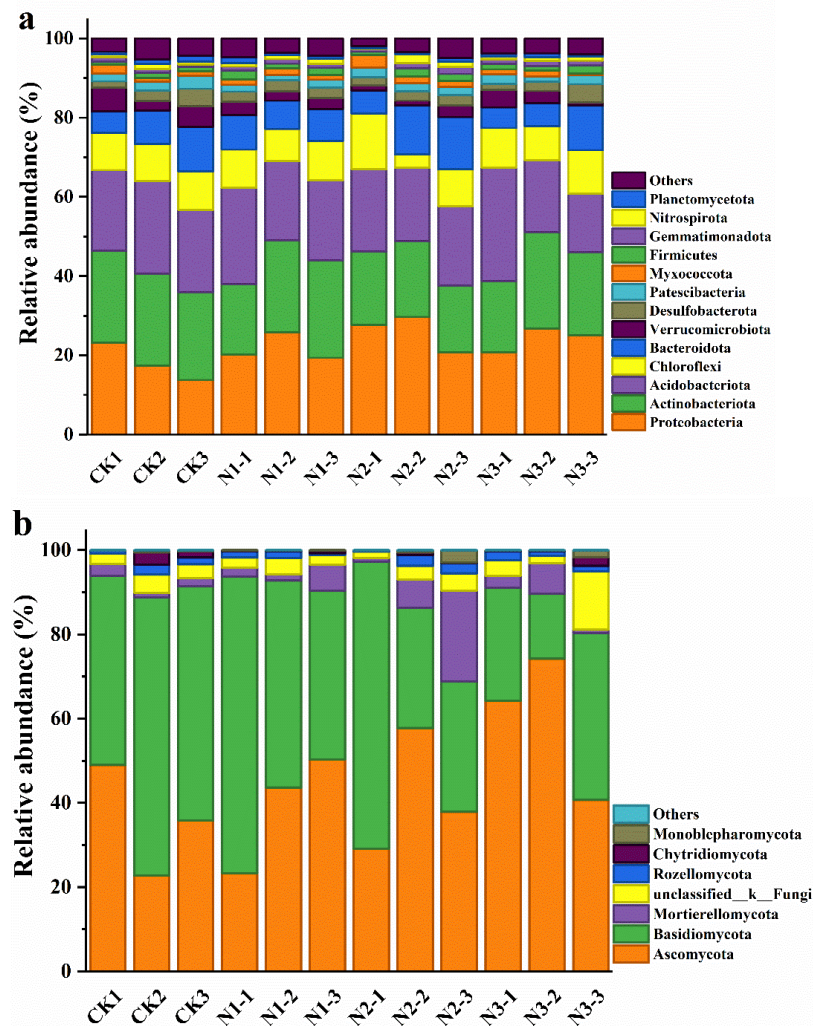 a
Relative abundance (%)
100
80
60
40
20
0
CK1
CK2
CK3
N1-1
N1-2
N1-3
N2-1
N2-2
N2-3
N3-1
N3-2
N3-3
Others
Planctomycetota
Nitrospirota
Gemmatimonadota
Firmicutes
Myxococcota
Patescibacteria
Desulfobacterota
Verrucomicrobiota
Bacteroidota
Chloroflexi
Acidobacteriota
Actinobacteriota
Proteobacteria
b
Relative abundance (%)
100
80
60
40
20
0
CK1
CK2
CK3
N1-1
N1-2
N1-3
N2-1
N2-2
N2-3
N3-1
N3-2
N3-3
Others
Monoblepharomycota
Chytridiomycota
Rozellomycota
unclassified__k__Fungi
Mortierellomycota
Basidiomycota
Ascomycota